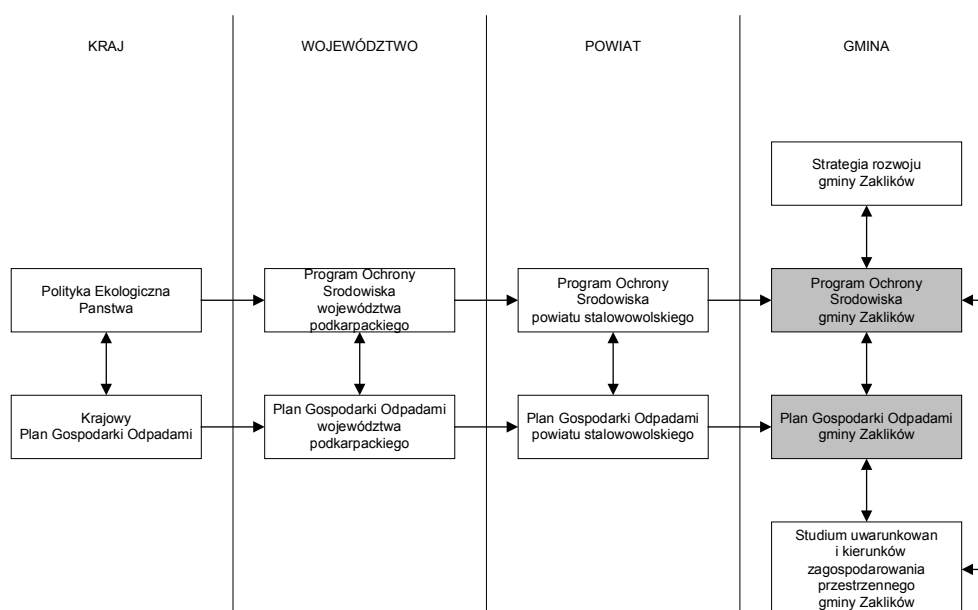 KRAJ
WOJEWÓDZTWO
POWIAT
GMINA
Strategia rozwoju
gminy Zaklików
Polityka Ekologiczna
Panstwa
Program Ochrony
Srodowiska
województwa
podkarpackiego
Program Ochrony
Srodowiska
powiatu stalowowolskiego
Program Ochrony
Srodowiska
gminy Zaklików
Krajowy
Plan Gospodarki Odpadami
Plan Gospodarki Odpadami
województwa
podkarpackiego
Plan Gospodarki Odpadami
powiatu stalowowolskiego
Plan Gospodarki Odpadami
gminy Zaklików
Studium uwarunkowan
i kierunków
zagospodarowania
przestrzennego
gminy Zaklików